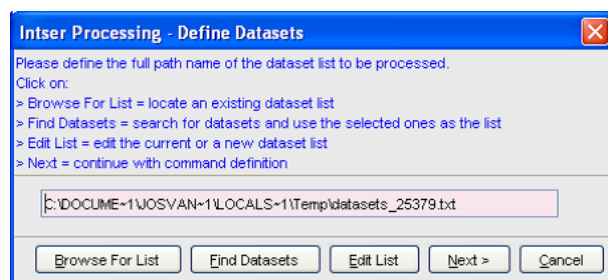 Intser Processing - Define Datasets
Please define the full path name of the dataset list to be processed.
Click on:
> Browse For List = locate an existing dataset list
> Find Datasets = search for datasets and use the selected ones as the list
> Edit List = edit the current or a new dataset list
> Next = continue with command definition
C:\DOCUME~1\JOSVAN~1\LOCALS~1\Temp\datasets_25379.txt
Browse For List Find Datasets Edit List Next > Cancel